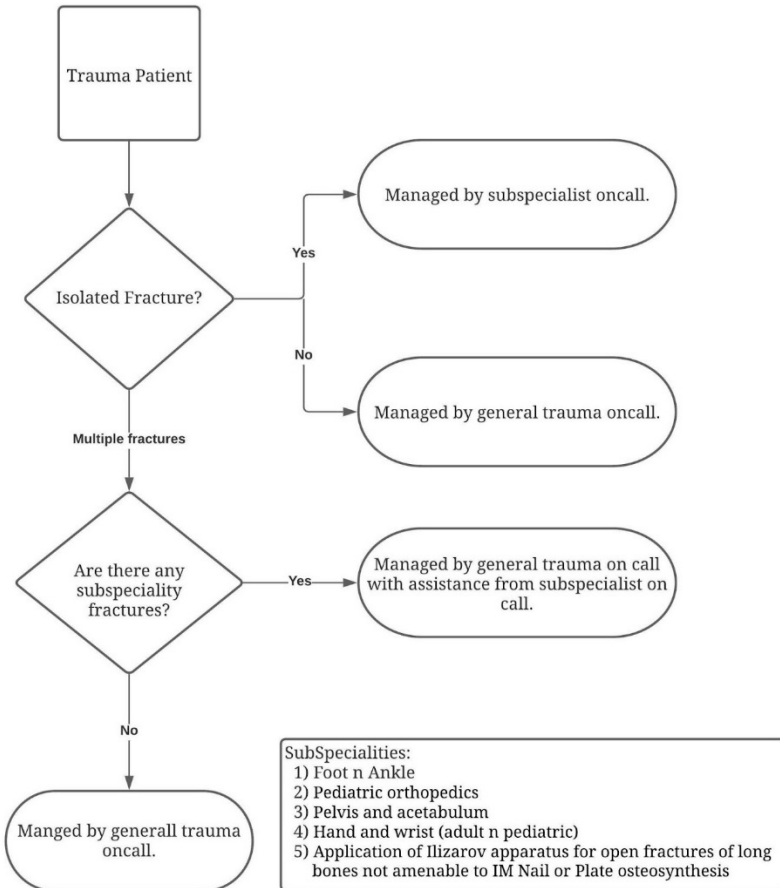 Trauma Patient
Managed by subspecialist oncall.
Yes
Isolated Fracture?
No
Managed by general trauma oncall.
Multiple fractures
Are there any
subspeciality
fractures?
Yes
Managed by general trauma on call
with assistance from subspecialist on
call.
No
Manged by generall trauma
oncall.
SubSpecialities:
1) Foot n Ankle
2) Pediatric orthopedics
3) Pelvis and acetabulum
4) Hand and wrist (adult n pediatric)
5) Application of Ilizarov apparatus for open fractures of long
bones not amenable to IM Nail or Plate osteosynthesis